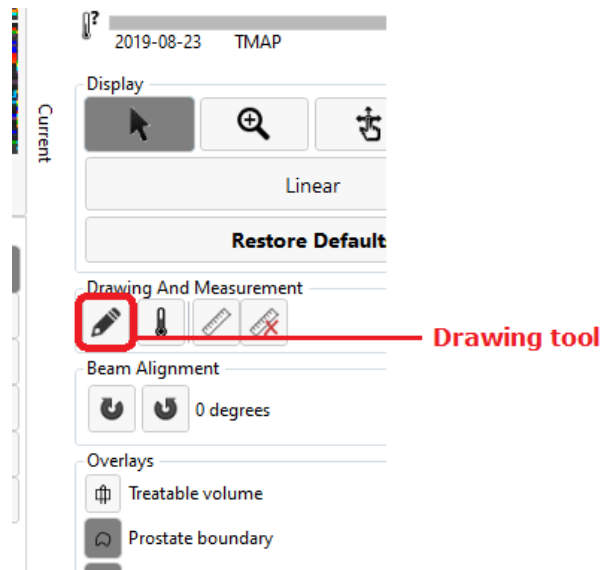 ?
2019-08-23 TMAP
Current
Display
Linear
Restore Default
Drawing And Measurement
Drawing tool
Beam Alignment
0 degrees
Overlays
Treatable volume
Prostate boundary